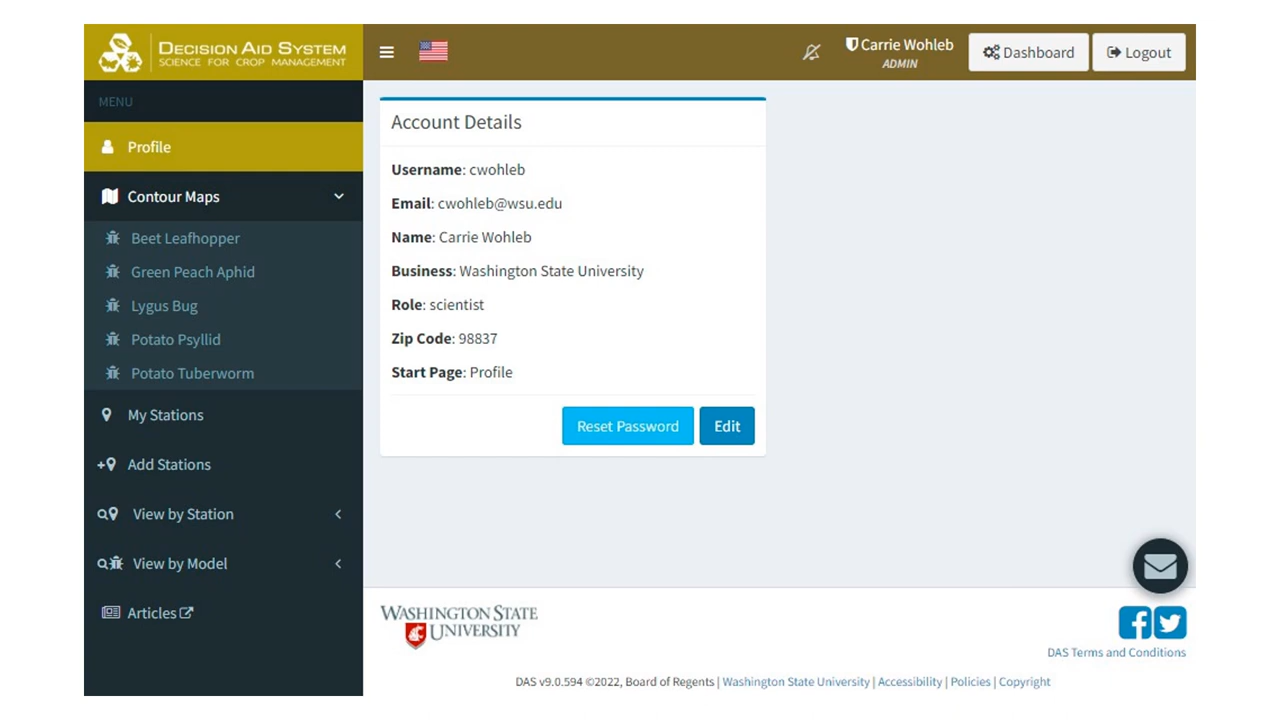 DECISION AID SYSTEM
SCIENCE FOR CROP MANAGEMENT
Carrie Wohleb
ADMIN
Dashboard
Logout
MENU
Profile
Contour Maps
Beet Leafhopper
Green Peach Aphid
Lygus Bug
Potato Psyllid
Potato Tuberworm
My Stations
Add Stations
View by Station
View by Model
Articles
Account Details
Username: cwohleb
Email: cwohleb@wsu.edu
Name: Carrie Wohleb
Business: Washington State University
Role: scientist
Zip Code: 98837
Start Page: Profile
Reset Password
Edit
WASHINGTON STATE
UNIVERSITY
DAS Terms and Conditions
DAS v9.0.594 ©2022, Board of Regents | Washington State University | Accessibility | Policies | Copyright